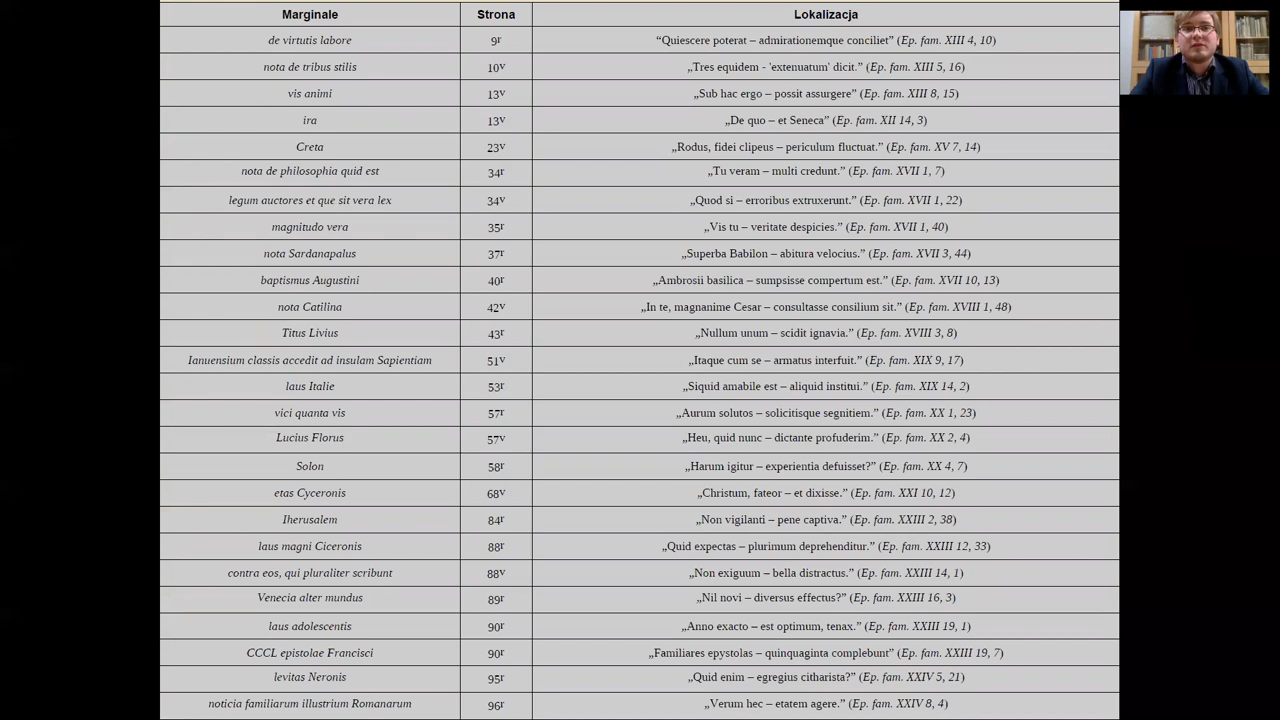 Marginale Strona Lokalizacja
de virtutis labore 9r “Quiescere poterat – admirationemque conciliet” (Ep. fam. XIII 4, 10)
nota de tribus stilis 10v „Tres equidem - 'extenuatum' dicit.” (Ep. fam. XIII 5, 16)
vis animi 13v „Sub hac ergo – possit assurgere” (Ep. fam. XIII 8, 15)
ira 13v „De quo – et Seneca” (Ep. fam. XII 14, 3)
Creta 23v „Rodus, fidei clipeus – periculum fluctuat.” (Ep. fam. XV 7, 14)
nota de philosophia quid est 34r „Tu veram – multi credunt.” (Ep. fam. XVII 1, 7)
legum auctores et que sit vera lex 34v „Quod si – erroribus extruxerunt.” (Ep. fam. XVII 1, 22)
magnitudo vera 35r „Vis tu – veritate despicies.” (Ep. fam. XVII 1, 40)
nota Sardanapalus 37r „Superba Babilon – abitura velocius.” (Ep. fam. XVII 3, 44)
baptismus Augustini 40r „Ambrosii basilica – sumpsisse compertum est.” (Ep. fam. XVII 10, 13)
nota Catilina 42v „In te, magnanime Cesar – consultasse consilium sit.” (Ep. fam. XVIII 1, 48)
Titus Livius 43r „Nullum unum – scidit ignavia.” (Ep. fam. XVIII 3, 8)
Ianuensium classis accedit ad insulam Sapientiam 51v „Itaque cum se – armatus interfuit.” (Ep. fam. XIX 9, 17)
laus Italie 53r „Siquid amabile est – aliquid institui.” (Ep. fam. XIX 14, 2)
vici quanta vis 57r „Aurum solutos – solicitisque segnitiem.” (Ep. fam. XX 1, 23)
Lucius Florus 57v „Heu, quid nunc – dictante profuderim.” (Ep. fam. XX 2, 4)
Solon 58r „Harum igitur – experientia defuisset?” (Ep. fam. XX 4, 7)
etas Cyceronis 68v „Christum, fateor – et dixisse.” (Ep. fam. XXI 10, 12)
Iherusalem 84r „Non vigilanti – pene captiva.” (Ep. fam. XXIII 2, 38)
laus magni Ciceronis 88r „Quid expectas – plurimum deprehenditur.” (Ep. fam. XXIII 12, 33)
contra eos, qui pluraliter scribunt 88v „Non exiguum – bella distractus.” (Ep. fam. XXIII 14, 1)
Venecia alter mundus 89r „Nil novi – diversus effectus?” (Ep. fam. XXIII 16, 3)
laus adolescentis 90r „Anno exacto – est optimum, tenax.” (Ep. fam. XXIII 19, 1)
CCCL epistolae Francisci 90r „Familiares epystolas – quinquaginta complebunt” (Ep. fam. XXIII 19, 7)
levitas Neronis 95r „Quid enim – egregius citharista?” (Ep. fam. XXIV 5, 21)
noticia familiarum illustrium Romanarum 96r „Verum hec – etatem agere.” (Ep. fam. XXIV 8, 4)